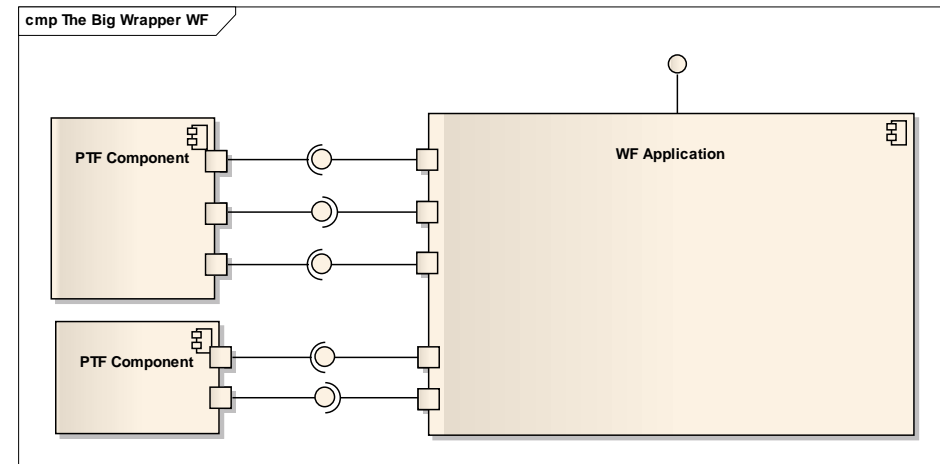 cmp The Big Wrapper WF
PTF Component
WF Application
PTF Component